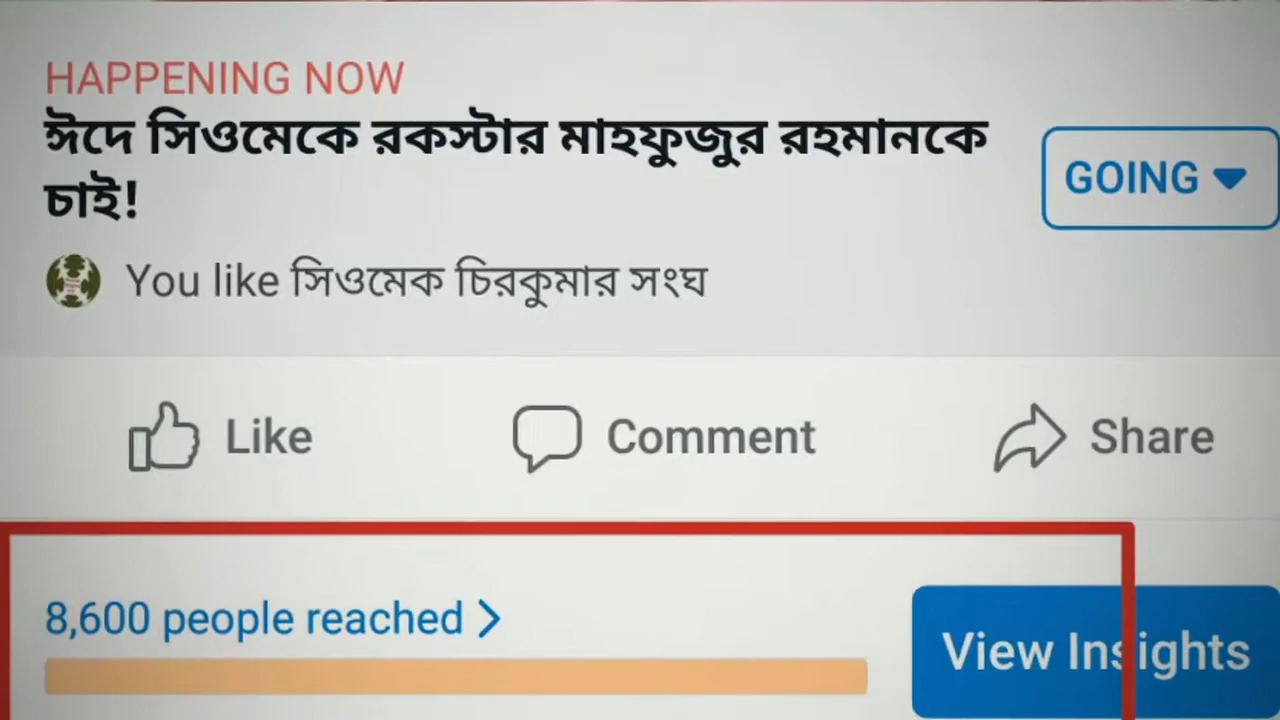 HAPPENING NOW
ঈদে সিওমেকে রকস্টার মাহফুজুর রহমানকে
চাই!
GOING
You like সিওমেক চিরকুমার সংঘ
Like
Comment
Share
8,600 people reached
View Insights